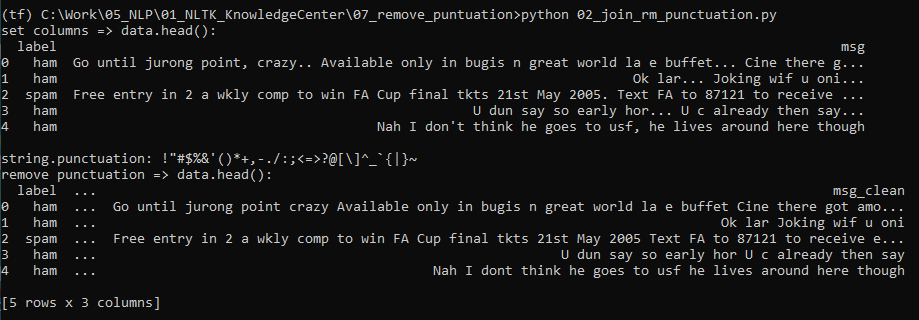 (tf) C:\Work\05_NLP\01_NLTK_KnowledgeCenter\07_remove_puntuation>python 02_join_rm_punctuation.py
set columns => data.head():
  label                                                msg
0   ham  Go until jurong point, crazy.. Available only in bugis n great world la e buffet... Cine there g...
1   ham                                                Ok lar... Joking wif u oni...
2  spam  Free entry in 2 a wkly comp to win FA Cup final tkts 21st May 2005. Text FA to 87121 to receive ...
3   ham                                                U dun say so early hor... U c already then say...
4   ham                                                Nah I don't think he goes to usf, he lives around here though
string.punctuation: !"#$%&'()*+,-./:;<=>?@[\]^_`{|}~
remove punctuation => data.head():
  label  ...                                                msg_clean
0   ham  ...  Go until jurong point crazy Available only in bugis n great world la e buffet Cine there got amo...
1   ham  ...                                                Ok lar Joking wif u oni
2  spam  ...  Free entry in 2 a wkly comp to win FA Cup final tkts 21st May 2005 Text FA to 87121 to receive e...
3   ham  ...                                                U dun say so early hor U c already then say
4   ham  ...                                                Nah I dont think he goes to usf he lives around here though
[5 rows x 3 columns]